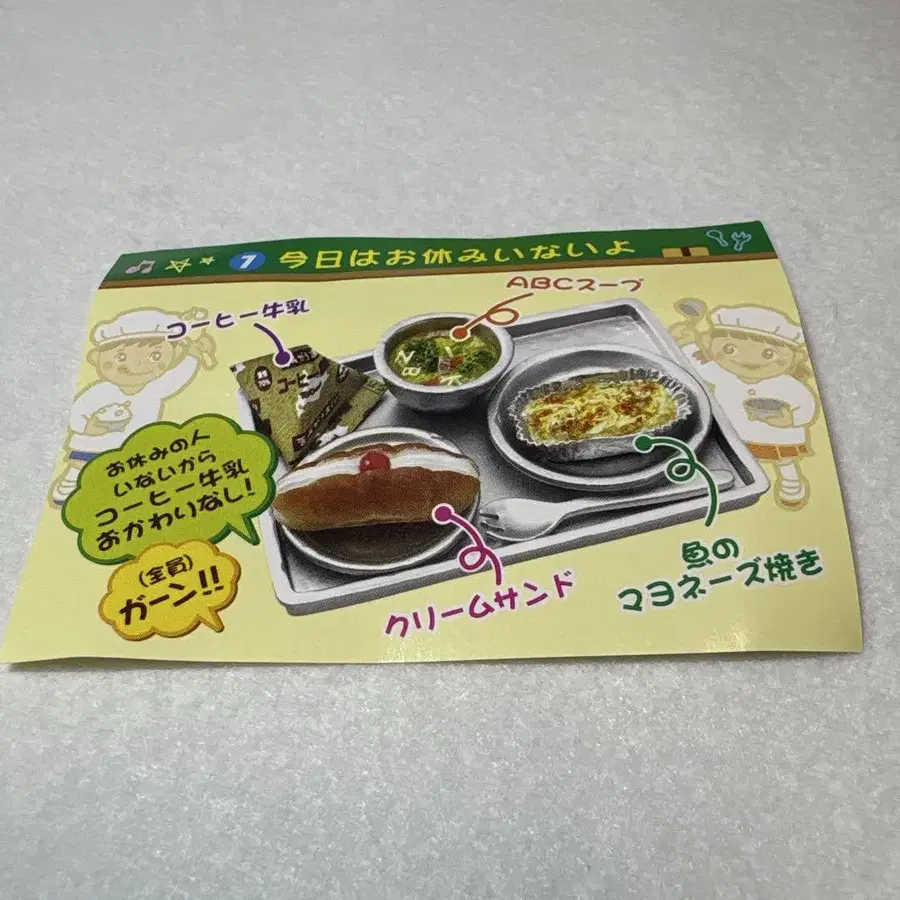 7 今日はお休みいないよ
コーヒー牛乳
ABCスープ
お休みの人
いないから
コーヒー牛乳
おかわりなし!
(全員)
ガーン!!
クリームサンド
魚の
マヨネーズ焼き